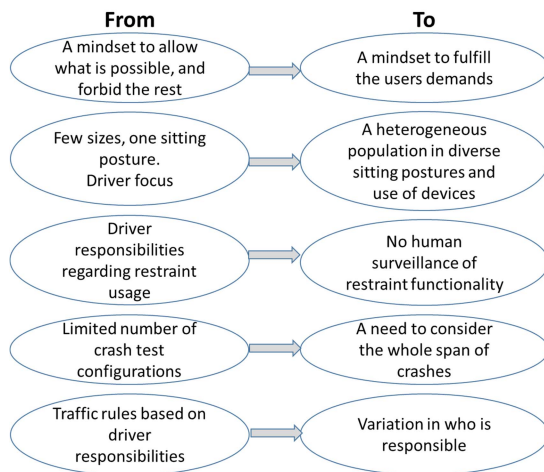 From
To
A mindset to allow
what is possible, and
forbid the rest
A mindset to fulfill
the users demands
Few sizes, one sitting
posture.
Driver focus
A heterogeneous
population in diverse
sitting postures and
use of devices
Driver
responsibilities
regarding restraint
usage
No human
surveillance of
restraint functionality
Limited number of
crash test
configurations
A need to consider
the whole span of
crashes
Traffic rules based on
driver
responsibilities
Variation in who is
responsible